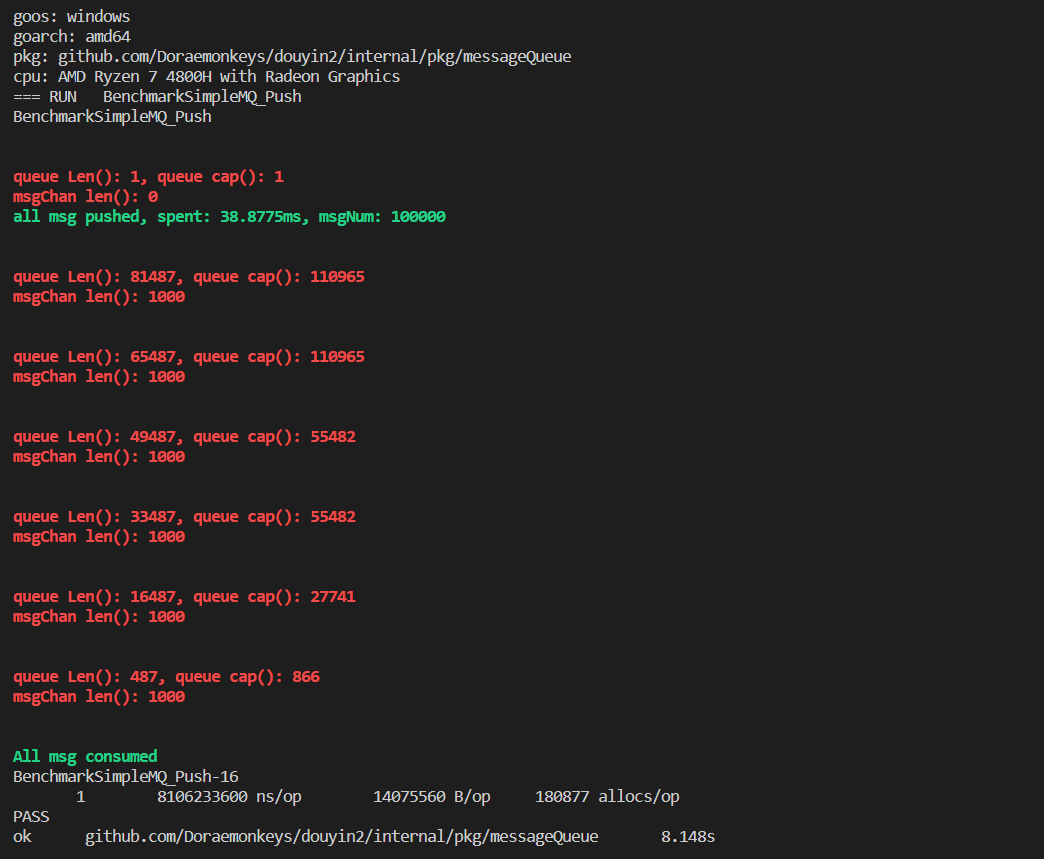 goos: windows
goarch: amd64
pkg: github.com/Doraemonkeys/douyin2/internal/pkg/messageQueue
cpu: AMD Ryzen 7 4800H with Radeon Graphics
=== RUN   BenchmarkSimpleMQ_Push
BenchmarkSimpleMQ_Push
queue Len(): 1, queue cap(): 1
msgChan len(): 0
all msg pushed, spent: 38.8775ms, msgNum: 100000
queue Len(): 81487, queue cap(): 110965
msgChan len(): 1000
queue Len(): 65487, queue cap(): 110965
msgChan len(): 1000
queue Len(): 49487, queue cap(): 55482
msgChan len(): 1000
queue Len(): 33487, queue cap(): 55482
msgChan len(): 1000
queue Len(): 16487, queue cap(): 27741
msgChan len(): 1000
queue Len(): 487, queue cap(): 866
msgChan len(): 1000
All msg consumed
BenchmarkSimpleMQ_Push-16
       1        8106233600 ns/op        14075560 B/op     180877 allocs/op
PASS
ok      github.com/Doraemonkeys/douyin2/internal/pkg/messageQueue       8.148s